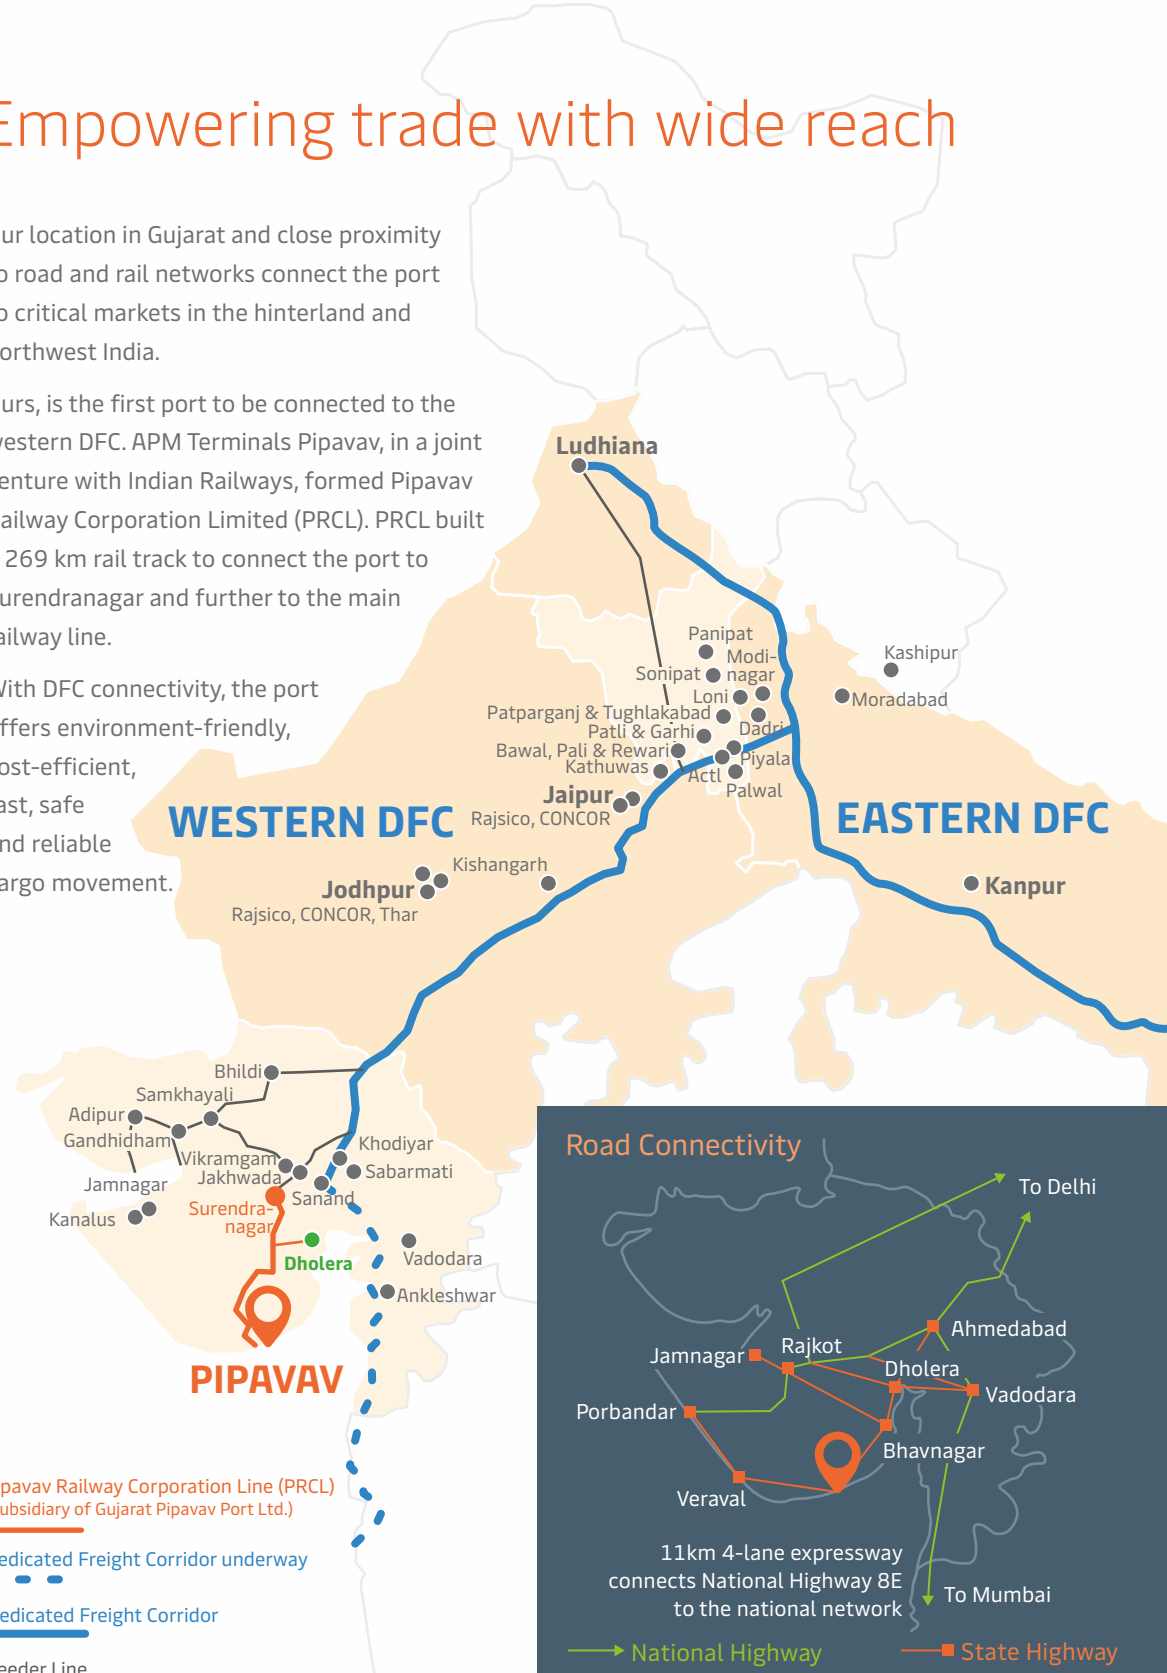 Empowering trade with wide reach
ur location in Gujarat and close proximity
o road and rail networks connect the port
o critical markets in the hinterland and
orthwest India.
urs, is the first port to be connected to the
estern DFC. APM Terminals Pipavav, in a joint
enture with Indian Railways, formed Pipavav
ailway Corporation Limited (PRCL). PRCL built
269 km rail track to connect the port to
urendranagar and further to the main
ailway line.
ith DFC connectivity, the port
ffers environment-friendly,
ost-efficient,
ast, safe
nd reliable
argo movement.
Ludhiana
Panipat
Modi-
nagar
Sonipat
Loni
Kashipur
Moradabad
Patparganj & Tughlakabad
Dadri
Patli & Garhi
Bawal, Pali & Rewari
Piyala
Kathuwas
Actl
Palwal
Jaipur
Rajsico, CONCOR
WESTERN DFC
EASTERN DFC
Kishangarh
Jodhpur
Rajsico, CONCOR, Thar
Kanpur
Bhildi
Samkhayali
Adipur
Gandhidham
Khodiyar
Vikramgam
Sabarmati
Jakhwada
Jamnagar
Sanand
Surendra-
nagar
Kanalus
Dholera
Vadodara
Ankleshwar
PIPAVAV
ipavav Railway Corporation Line (PRCL)
ubsidiary of Gujarat Pipavav Port Ltd.)
edicated Freight Corridor underway
edicated Freight Corridor
eeder Line
Road Connectivity
To Delhi
Ahmedabad
Rajkot
Jamnagar
Dholera
Vadodara
Porbandar
Bhavnagar
Veraval
11km 4-lane expressway
connects National Highway 8E
to the national network
To Mumbai
National Highway
State Highway